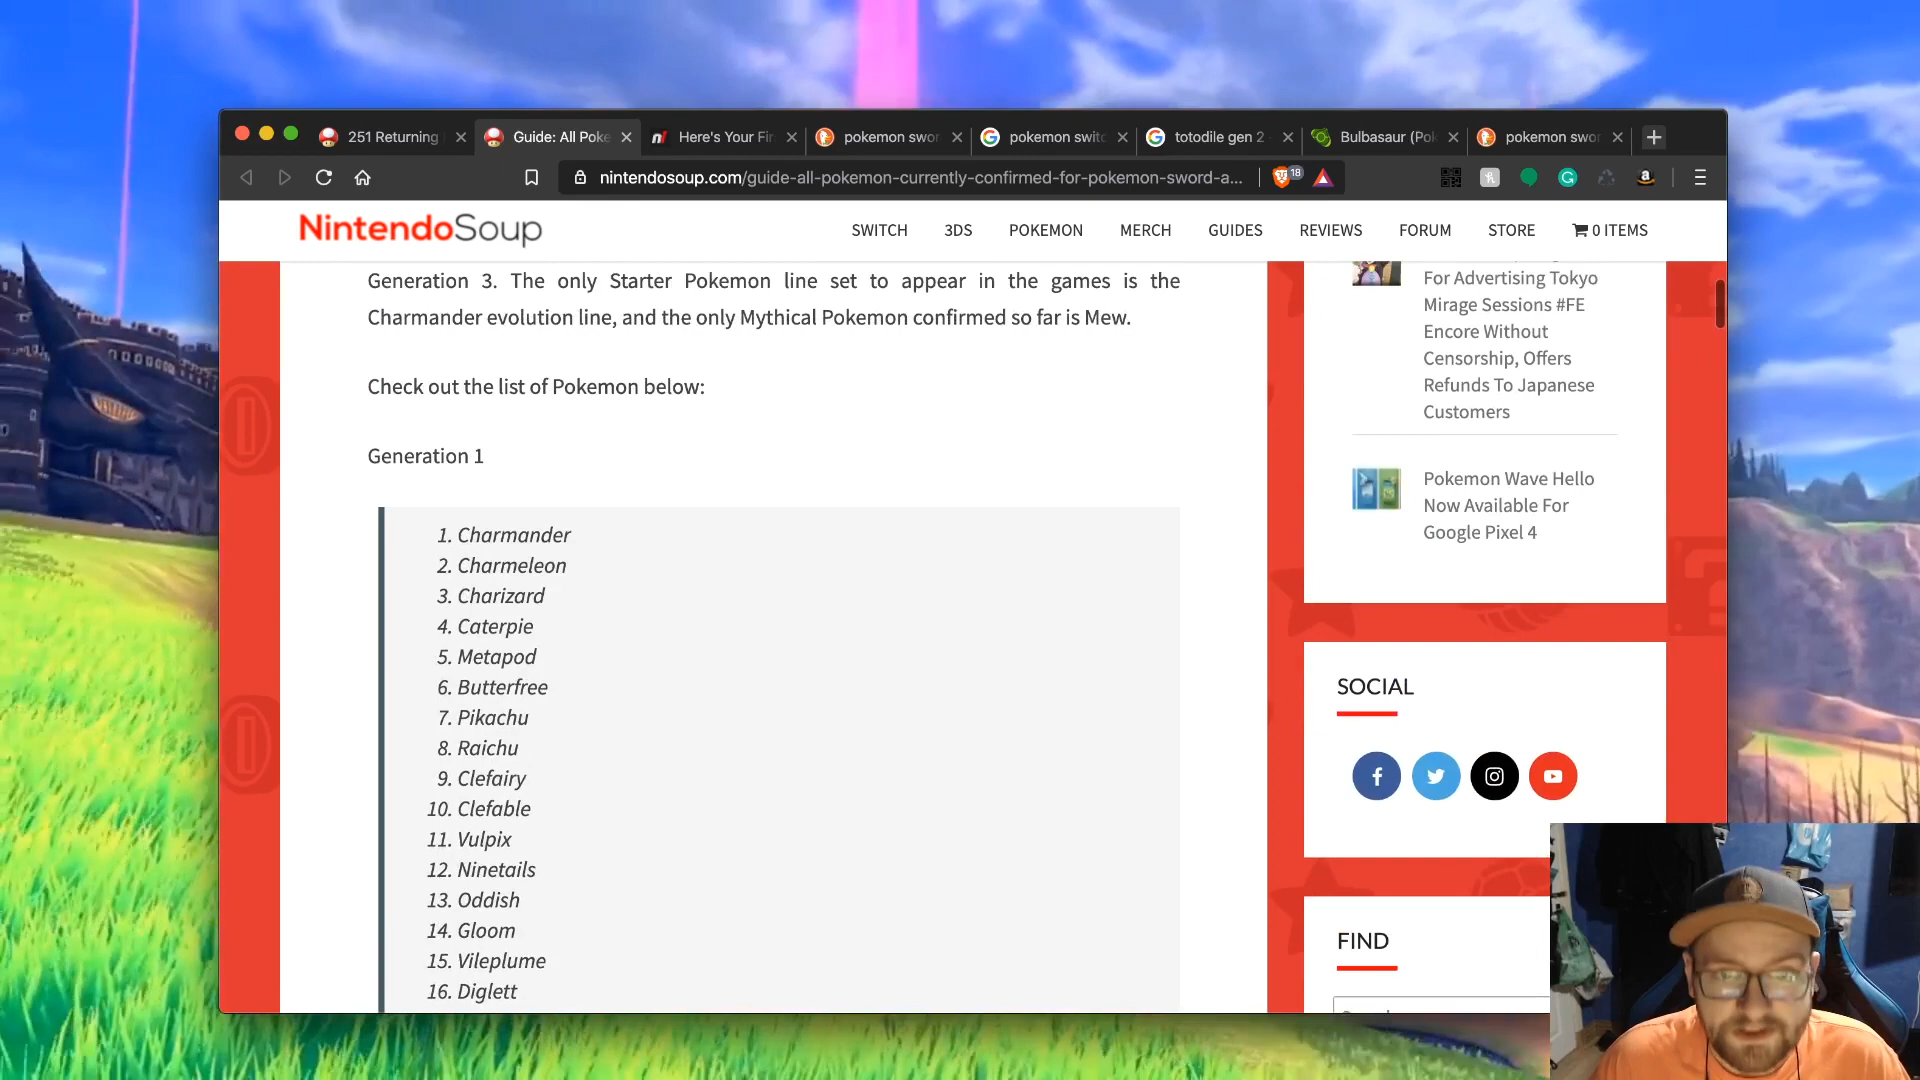 251 Returning
Guide: All Poke
Here's Your Fir
pokemon swor
pokemon switc
totodile gen 2 -
Bulbasaur (Pok
pokemon swor
nintendosoup.com/guide-all-pokemon-currently-confirmed-for-pokemon-sword-a...
18
NintendoSoup
SWITCH
3DS
POKEMON
MERCH
GUIDES
REVIEWS
FORUM
STORE
0 ITEMS
Generation 3. The only Starter Pokemon line set to appear in the games is the
Charmander evolution line, and the only Mythical Pokemon confirmed so far is Mew.
Check out the list of Pokemon below:
Generation 1
1. Charmander
2. Charmeleon
3. Charizard
4. Caterpie
5. Metapod
6. Butterfree
7. Pikachu
8. Raichu
9. Clefairy
10. Clefable
11. Vulpix
12. Ninetails
13. Oddish
14. Gloom
15. Vileplume
16. Diglett
For Advertising Tokyo
Mirage Sessions #FE
Encore Without
Censorship, Offers
Refunds To Japanese
Customers
Pokemon Wave Hello
Now Available For
Google Pixel 4
SOCIAL
FIND